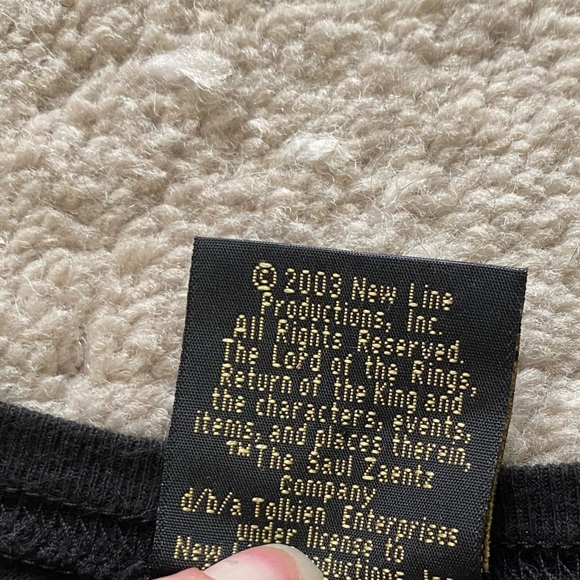 © 2003 New Line
Productions, Inc.
All Rights Reserved.
The Lord of the Rings,
Return of the King and
the characters, events,
items, and places therein,
™The Saul Zaentz
Company,
d/b/a Tolkien Enterprises
under license to
New